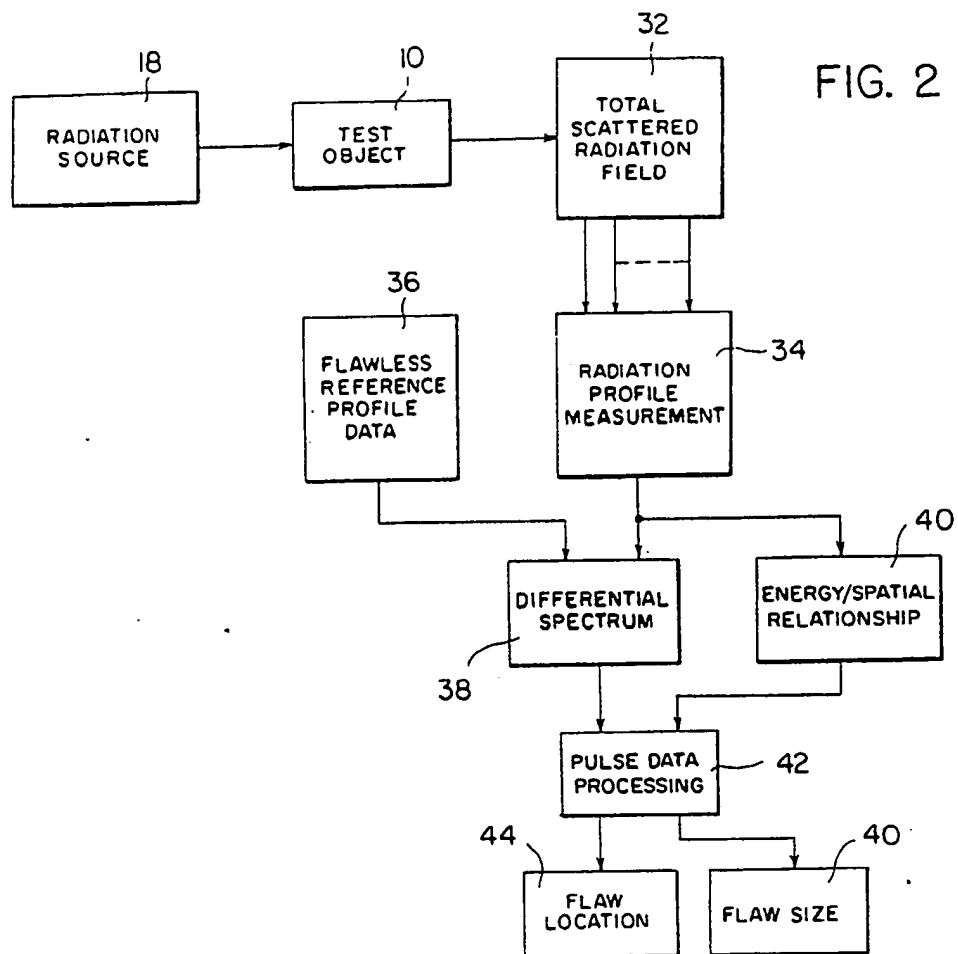 32
FIG. 2
18
10
RADIATION
SOURCE
TEST
OBJECT
TOTAL
SCATTERED
RADIATION
FIELD
36
34
FLAWLESS
REFERENCE
PROFILE
DATA
RADIATION
PROFILE
MEASUREMENT
40
DIFFERENTIAL
SPECTRUM
ENERGY/SPATIAL
RELATIONSHIP
38
PULSE DATA
PROCESSING
42
44
40
FLAW
LOCATION
FLAW SIZE